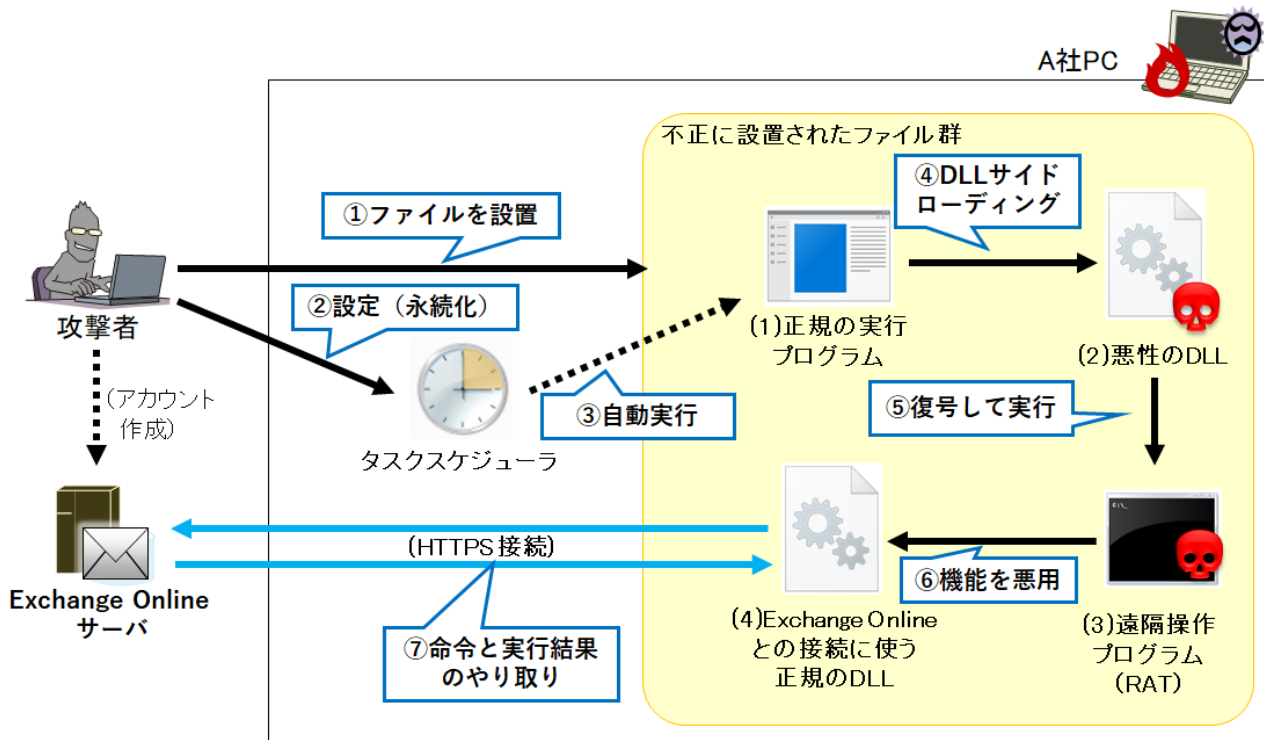 A社PC
不正に設置されたファイル群
④DLLサイド
ローディング
①ファイルを設置
②設定（永続化）
攻撃者
(1)正規の実行
プログラム
(2)悪性のDLL
③自動実行
⑤復号して実行
(アカウント
作成)
タスクスケジューラ
C:\_
(HTTPS接続)
⑥機能を悪用
Exchange Online
サーバ
(4)Exchange Online
との接続に使う
正規のDLL
(3)遠隔操作
プログラム
(RAT)
⑦命令と実行結果
のやり取り